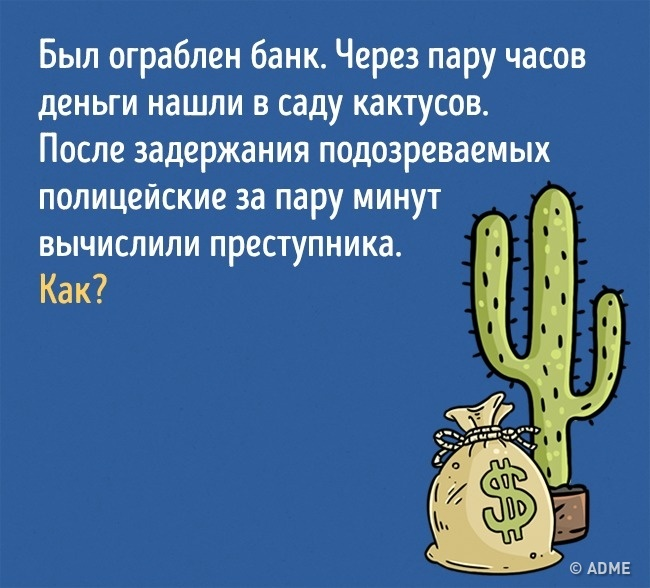 Был ограблен банк. Через пару часов
деньги нашли в саду кактусов.
После задержания подозреваемых
полицейские за пару минут
вычислили преступника.
Как?
$
© ADME